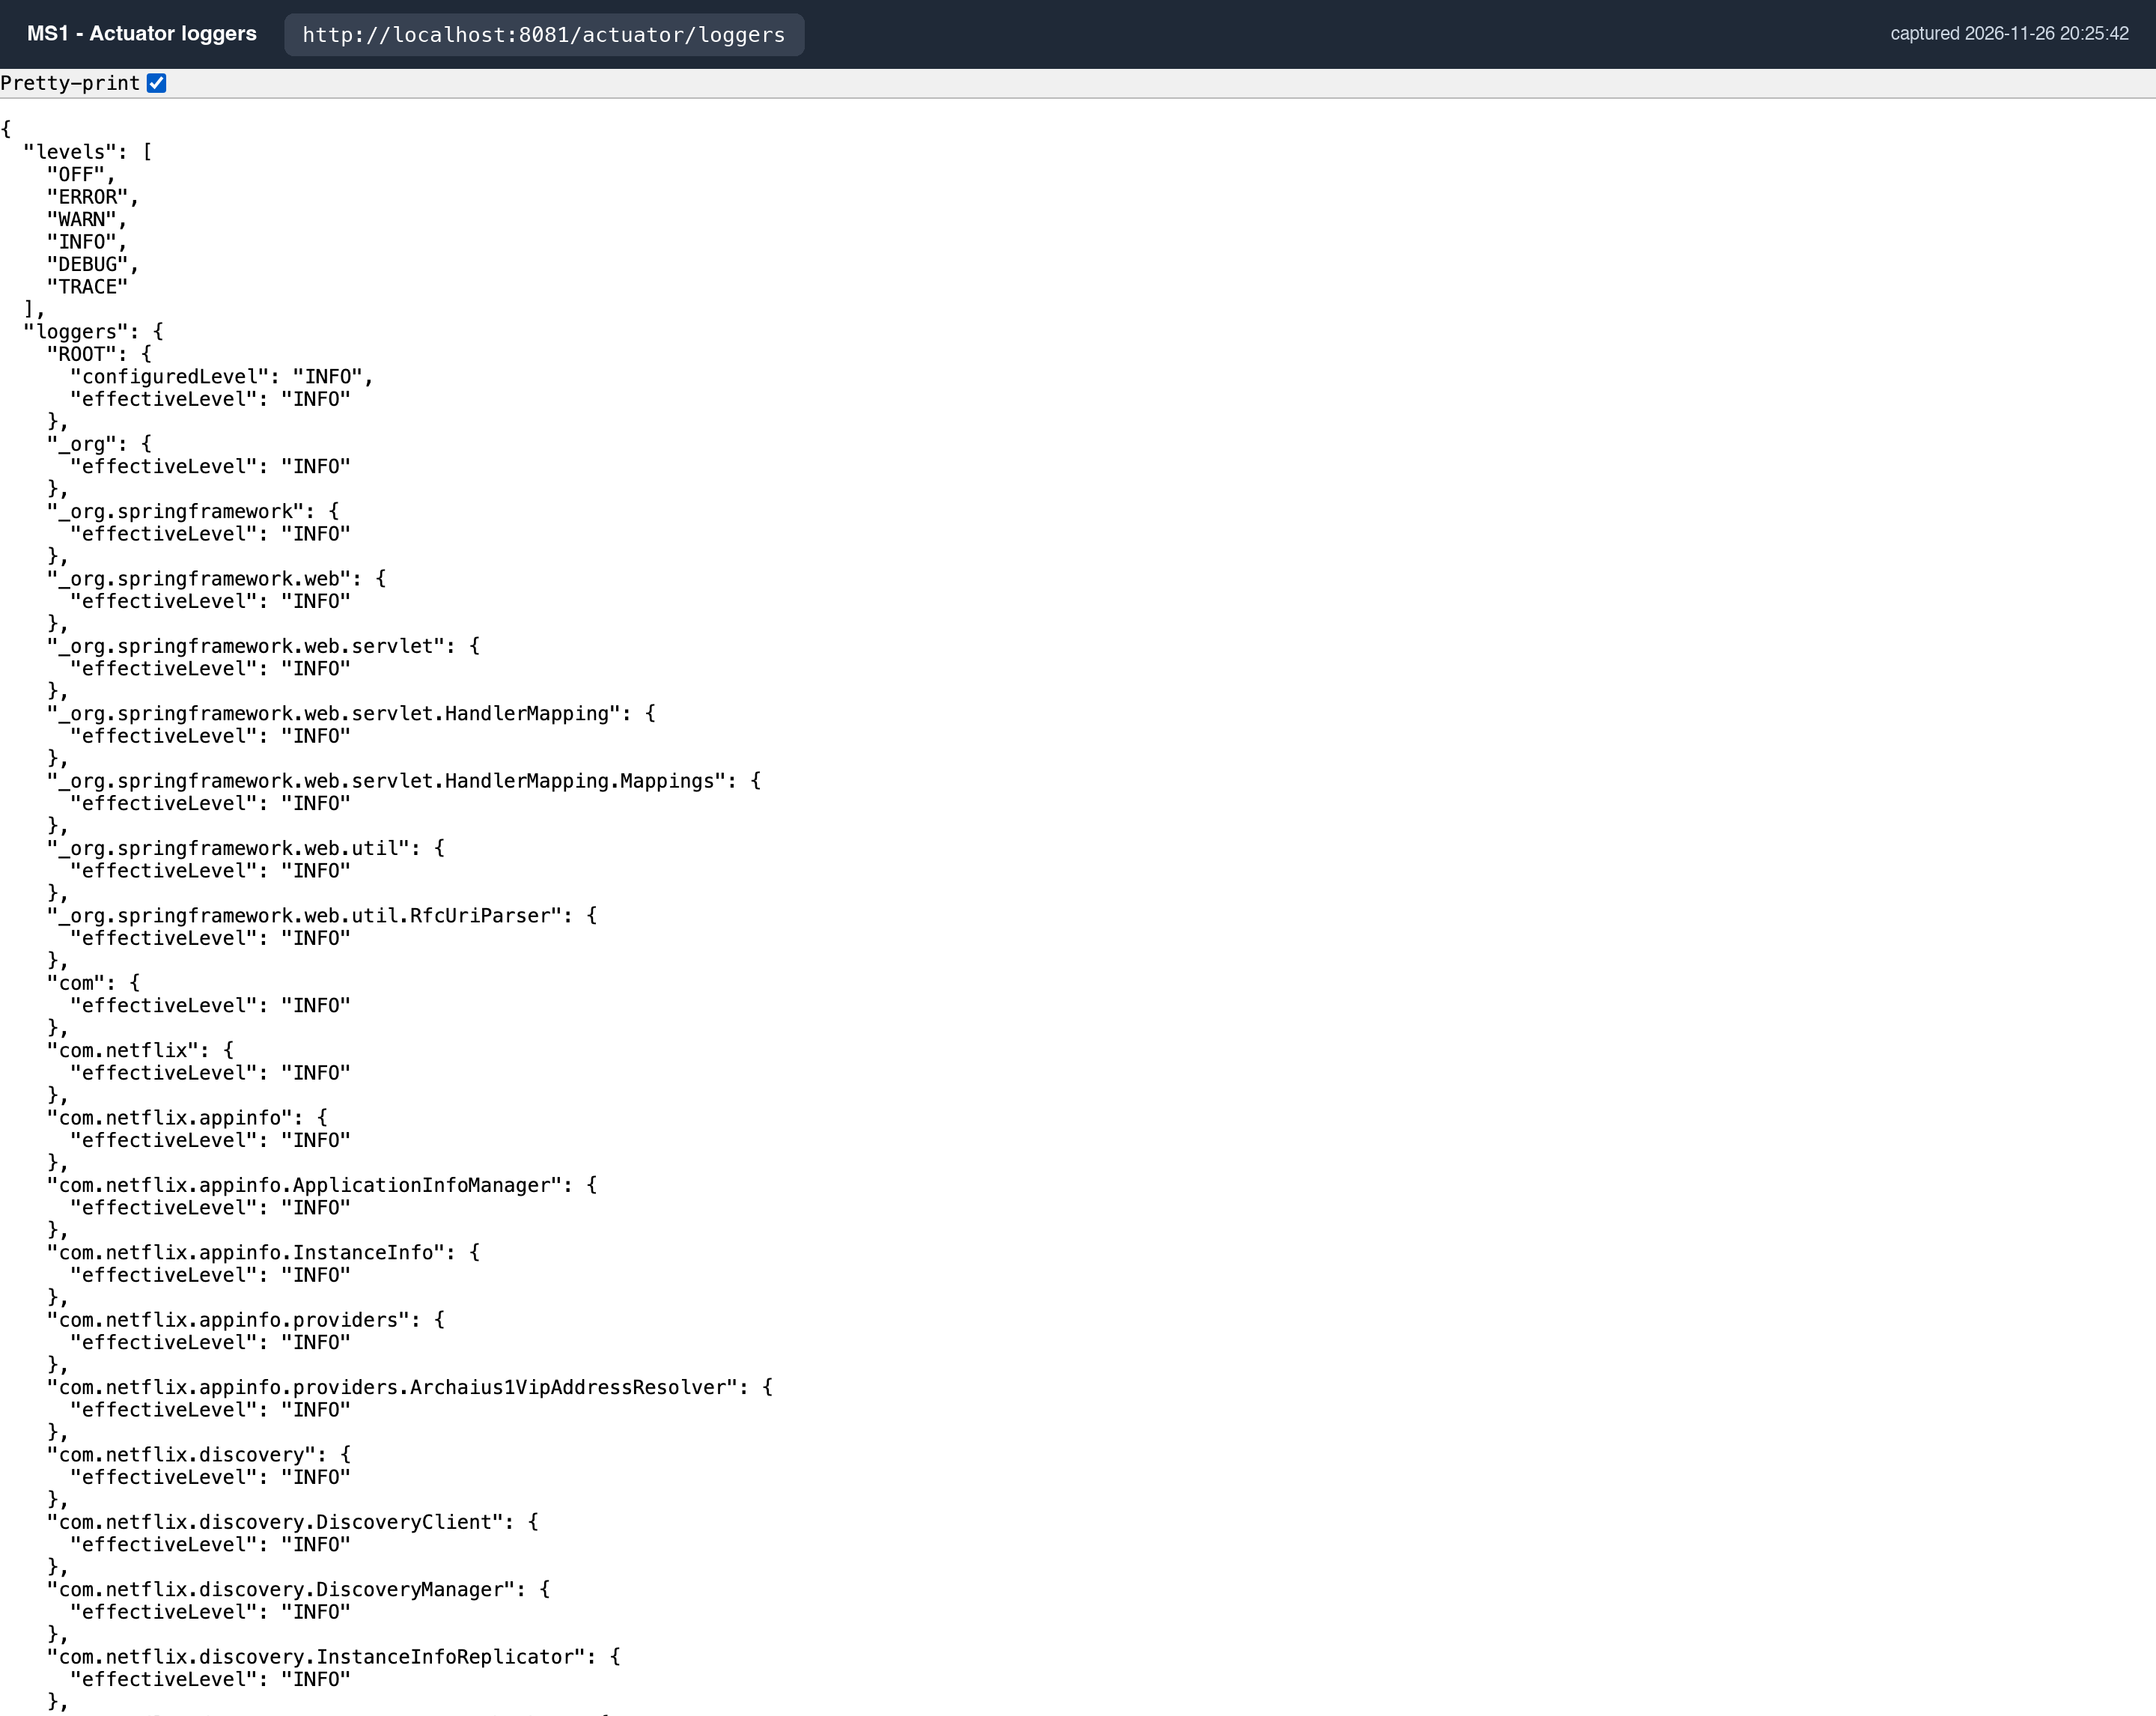 MS1 - Actuator loggers http://localhost:8081/actuator/loggers captured 2026-11-26 20:25:42
Pretty-print
{
  "levels": [
    "OFF",
    "ERROR",
    "WARN",
    "INFO",
    "DEBUG",
    "TRACE"
  ],
  "loggers": {
    "ROOT": {
      "configuredLevel": "INFO",
      "effectiveLevel": "INFO"
    },
    "_org": {
      "effectiveLevel": "INFO"
    },
    "_org.springframework": {
      "effectiveLevel": "INFO"
    },
    "_org.springframework.web": {
      "effectiveLevel": "INFO"
    },
    "_org.springframework.web.servlet": {
      "effectiveLevel": "INFO"
    },
    "_org.springframework.web.servlet.HandlerMapping": {
      "effectiveLevel": "INFO"
    },
    "_org.springframework.web.servlet.HandlerMapping.Mappings": {
      "effectiveLevel": "INFO"
    },
    "_org.springframework.web.util": {
      "effectiveLevel": "INFO"
    },
    "_org.springframework.web.util.RfcUriParser": {
      "effectiveLevel": "INFO"
    },
    "com": {
      "effectiveLevel": "INFO"
    },
    "com.netflix": {
      "effectiveLevel": "INFO"
    },
    "com.netflix.appinfo": {
      "effectiveLevel": "INFO"
    },
    "com.netflix.appinfo.ApplicationInfoManager": {
      "effectiveLevel": "INFO"
    },
    "com.netflix.appinfo.InstanceInfo": {
      "effectiveLevel": "INFO"
    },
    "com.netflix.appinfo.providers": {
      "effectiveLevel": "INFO"
    },
    "com.netflix.appinfo.providers.Archaius1VipAddressResolver": {
      "effectiveLevel": "INFO"
    },
    "com.netflix.discovery": {
      "effectiveLevel": "INFO"
    },
    "com.netflix.discovery.DiscoveryClient": {
      "effectiveLevel": "INFO"
    },
    "com.netflix.discovery.DiscoveryManager": {
      "effectiveLevel": "INFO"
    },
    "com.netflix.discovery.InstanceInfoReplicator": {
      "effectiveLevel": "INFO"
    },